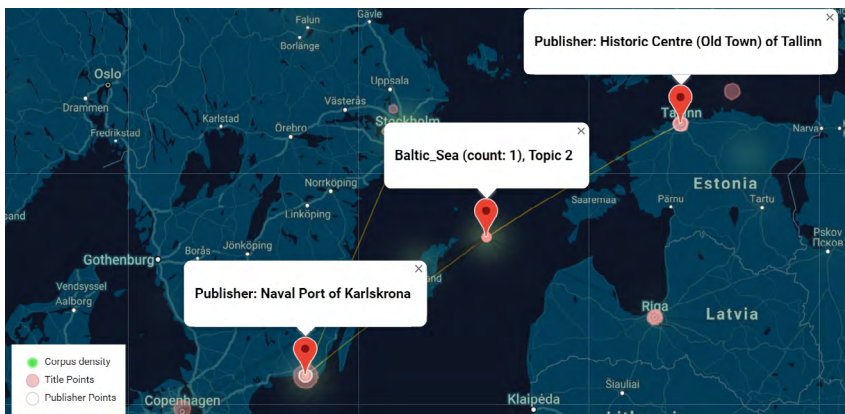 Gävle
Falun
Borlänge
Oslo
Uppsala
Drammen
Västerås
Karlstad
Stockholm
Fredrikstad
Örebro
Norrköping
Linköping
Gothenburg
Borås
Jönköping
Vendsyssel
Aalborg
Copenhagen
Publisher: Historic Centre (Old Town) of Tallinn
Tallinn
Narva
Baltic_Sea (count: 1), Topic 2
Estonia
Saaremaa
Pärnu
Tartu
Pskov
Псков
Publisher: Naval Port of Karlskrona
Riga
Latvia
Šiauliai
Klaipėda
Corpus density
Title Points
Publisher Points